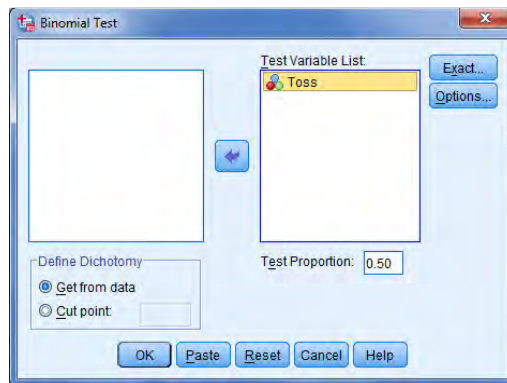 Binomial Test
Test Variable List:
Toss
Exact...
Options...
Define Dichotomy
Get from data
Cut point:
Test Proportion: 0.50
OK Paste Reset Cancel Help